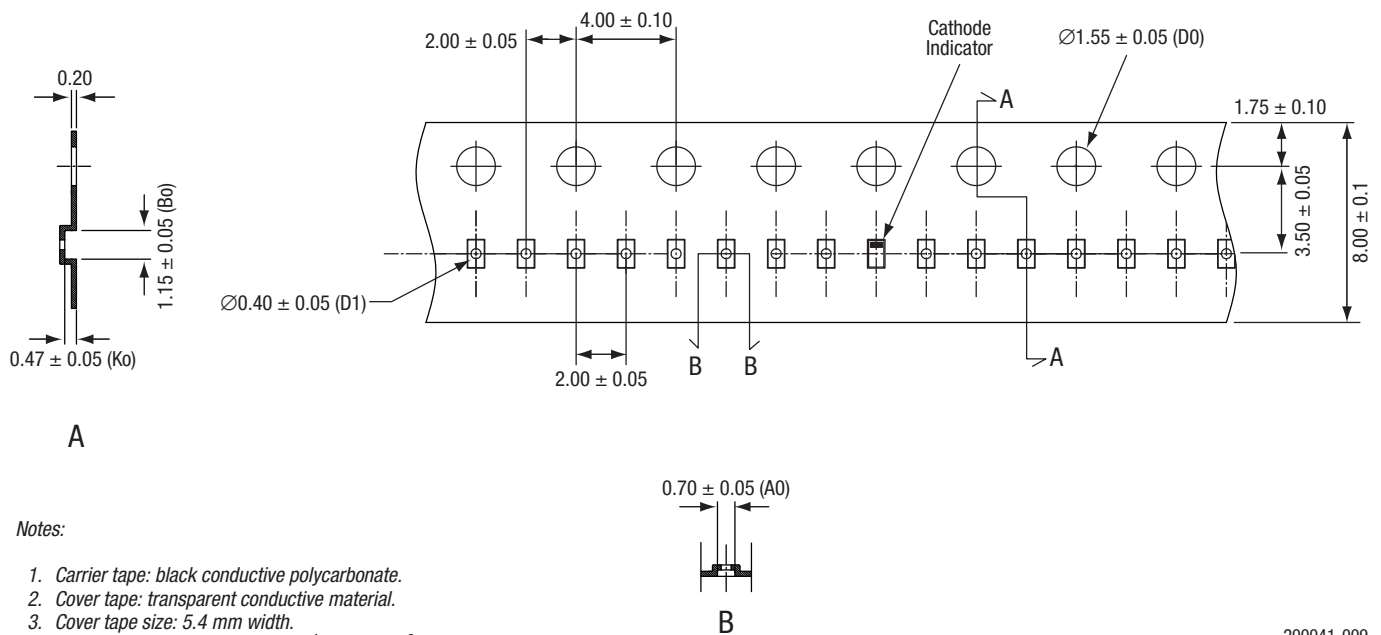 4.00 ± 0.10
2.00 ± 0.05
Cathode
Indicator
∅1.55 ± 0.05 (D0)
0.20
A
1.75 ± 0.10
1.15 ± 0.05 (Bo)
3.50 ± 0.05
8.00 ± 0.1
∅0.40 ± 0.05 (D1)
0.47 ± 0.05 (Ko)
B B
A
2.00 ± 0.05
A
0.70 ± 0.05 (A0)
B
Notes:
1. Carrier tape: black conductive polycarbonate.
2. Cover tape: transparent conductive material.
3. Cover tape size: 5.4 mm width.